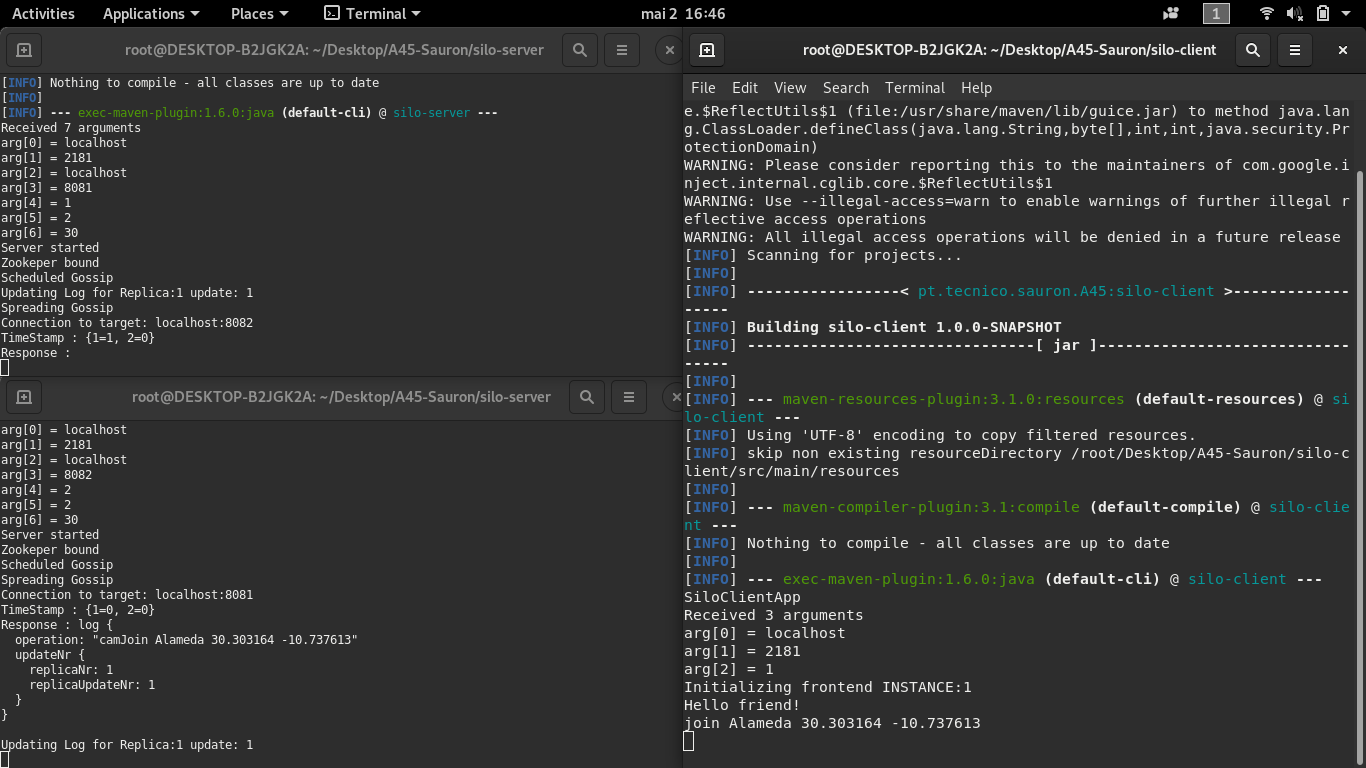 Activities Applications Places Terminal mai 2 16:46 1
root@DESKTOP-B2JGK2A: ~/Desktop/A45-Sauron/silo-server
[INFO] Nothing to compile - all classes are up to date
[INFO]
[INFO] --- exec-maven-plugin:1.6.0:java (default-cli) @ silo-server ---
Received 7 arguments
arg[0] = localhost
arg[1] = 2181
arg[2] = localhost
arg[3] = 8081
arg[4] = 1
arg[5] = 2
arg[6] = 30
Server started
Zookeper bound
Scheduled Gossip
Updating Log for Replica:1 update: 1
Spreading Gossip
Connection to target: localhost:8082
TimeStamp : {1=1, 2=0}
Response :
root@DESKTOP-B2JGK2A: ~/Desktop/A45-Sauron/silo-server
arg[0] = localhost
arg[1] = 2181
arg[2] = localhost
arg[3] = 8082
arg[4] = 2
arg[5] = 2
arg[6] = 30
Server started
Zookeper bound
Scheduled Gossip
Spreading Gossip
Connection to target: localhost:8081
TimeStamp : {1=0, 2=0}
Response : log {
  operation: "camJoin Alameda 30.303164 -10.737613"
  updateNr {
    replicaNr: 1
    replicaUpdateNr: 1
  }
}
Updating Log for Replica:1 update: 1
root@DESKTOP-B2JGK2A: ~/Desktop/A45-Sauron/silo-client
File Edit View Search Terminal Help
e.$ReflectUtils$1 (file:/usr/share/maven/lib/guice.jar) to method java.lan
g.ClassLoader.defineClass(java.lang.String,byte[],int,int,java.security.Pr
otectionDomain)
WARNING: Please consider reporting this to the maintainers of com.google.i
nject.internal.cglib.core.$ReflectUtils$1
WARNING: Use --illegal-access=warn to enable warnings of further illegal r
eflective access operations
WARNING: All illegal access operations will be denied in a future release
[INFO] Scanning for projects...
[INFO]
[INFO] -----------------< pt.tecnico.sauron.A45:silo-client >-------------
-----
[INFO] Building silo-client 1.0.0-SNAPSHOT
[INFO] --------------------------------[ jar ]----------------------------
-----
[INFO]
[INFO] --- maven-resources-plugin:3.1.0:resources (default-resources) @ si
lo-client ---
[INFO] Using 'UTF-8' encoding to copy filtered resources.
[INFO] skip non existing resourceDirectory /root/Desktop/A45-Sauron/silo-c
lient/src/main/resources
[INFO]
[INFO] --- maven-compiler-plugin:3.1:compile (default-compile) @ silo-clie
nt ---
[INFO] Nothing to compile - all classes are up to date
[INFO]
[INFO] --- exec-maven-plugin:1.6.0:java (default-cli) @ silo-client ---
SiloClientApp
Received 3 arguments
arg[0] = localhost
arg[1] = 2181
arg[2] = 1
Initializing frontend INSTANCE:1
Hello friend!
join Alameda 30.303164 -10.737613